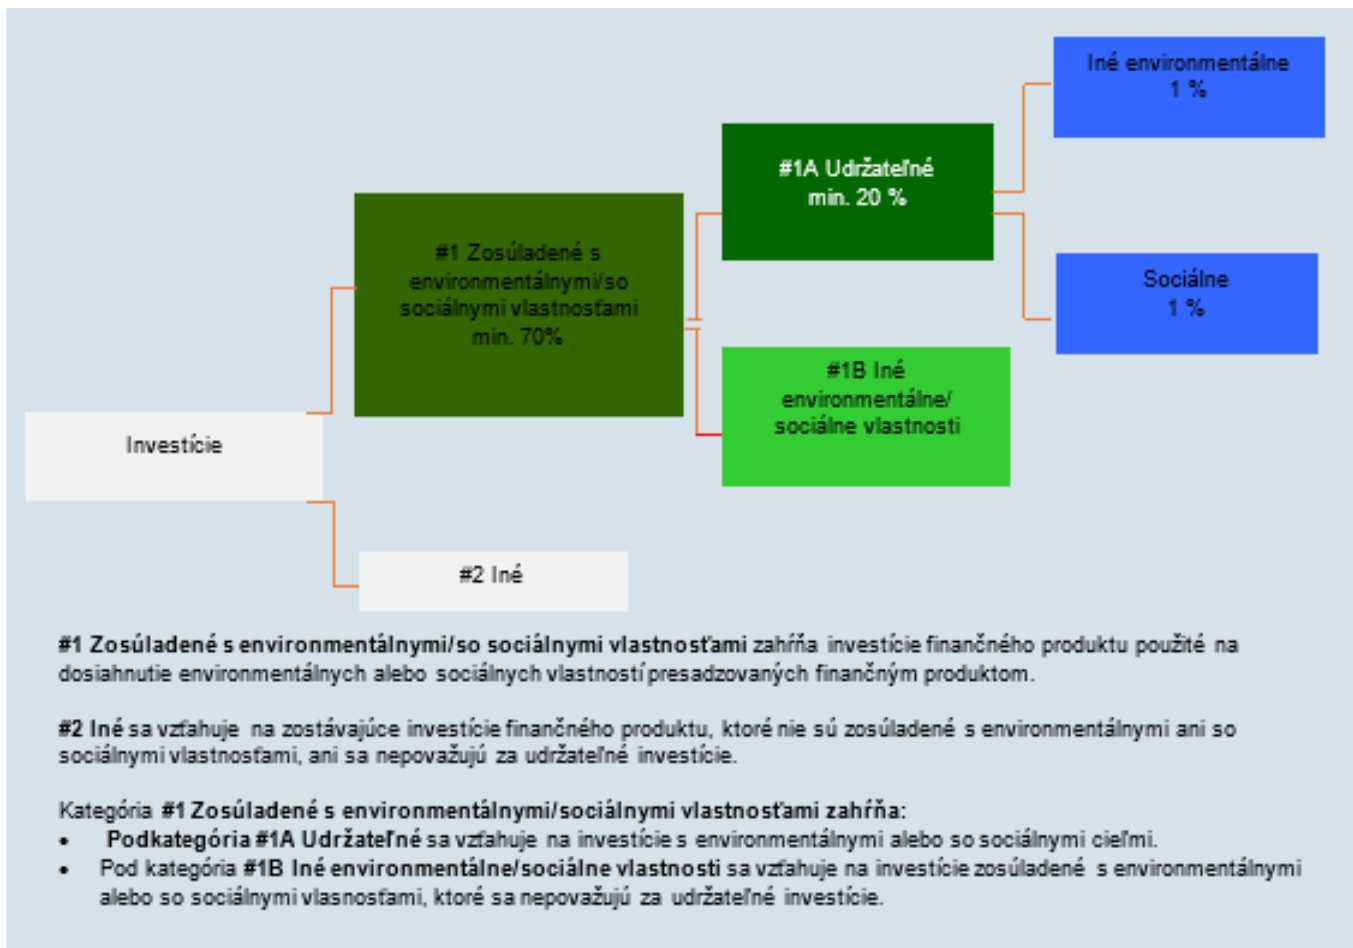 Iné environmentálne
1 %
#1A Udržateľné
min. 20 %
#1 Zosúladené s
environmentálnymi/so
sociálnymi vlastnosťami
min. 70%
Sociálne
1 %
#1B Iné
environmentálne/
sociálne vlastnosti
Investície
#2 Iné
#1 Zosúladené s environmentálnymi/so sociálnymi vlastnosťami zahŕňa investície finančného produktu použité na
dosiahnutie environmentálnych alebo sociálnych vlastností presadzovaných finančným produktom.
#2 Iné sa vzťahuje na zostávajúce investície finančného produktu, ktoré nie sú zosúladené s environmentálnymi ani so
sociálnymi vlastnosťami, ani sa nepovažujú za udržateľné investície.
Kategória #1 Zosúladené s environmentálnymi/sociálnymi vlastnosťami zahŕňa:
• Podkategória #1A Udržateľné sa vzťahuje na investície s environmentálnymi alebo so sociálnymi cieľmi.
• Pod kategória #1B Iné environmentálne/sociálne vlastnosti sa vzťahuje na investície zosúladené s environmentálnymi
alebo so sociálnymi vlasnosťami, ktoré sa nepovažujú za udržateľné investície.